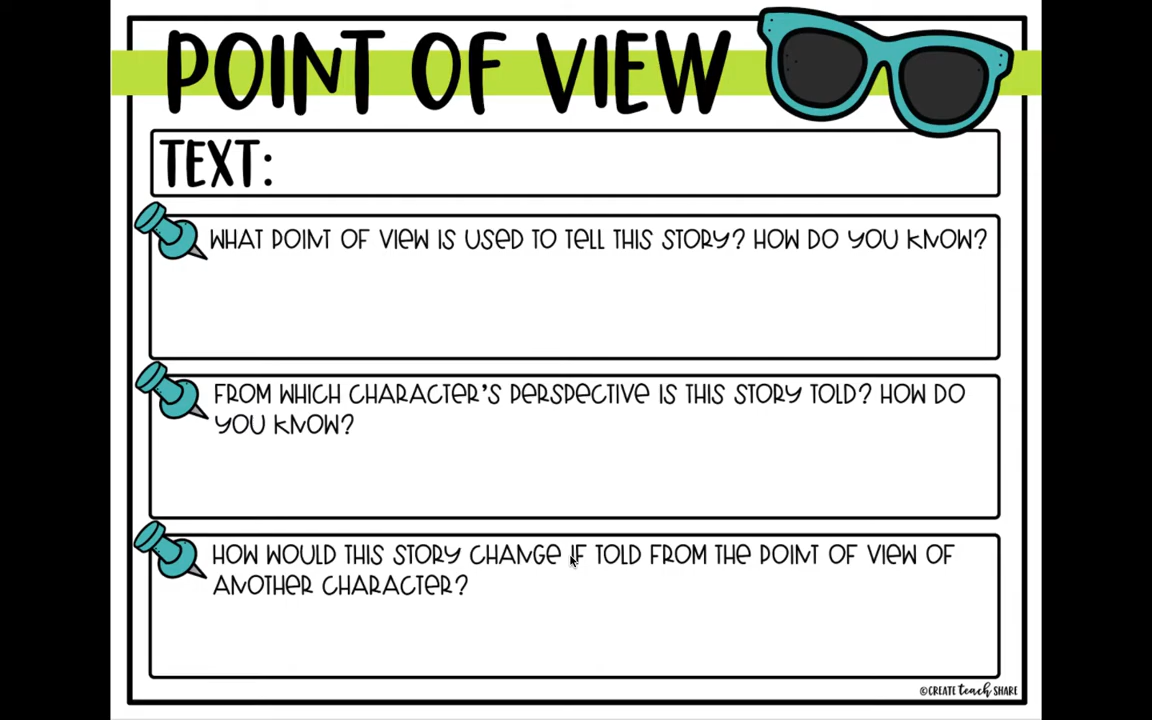 POINT OF VIEW
TEXT:
WHAT POINT OF VIEW IS USED TO TELL THIS STORY? HOW DO YOU KNOW?
FROM WHICH CHARACTER'S PERSPECTIVE IS THIS STORY TOLD? HOW DO
YOU KNOW?
HOW WOULD THIS STORY CHANGE IF TOLD FROM THE POINT OF VIEW OF
ANOTHER CHARACTER?
©CREATE teach SHARE